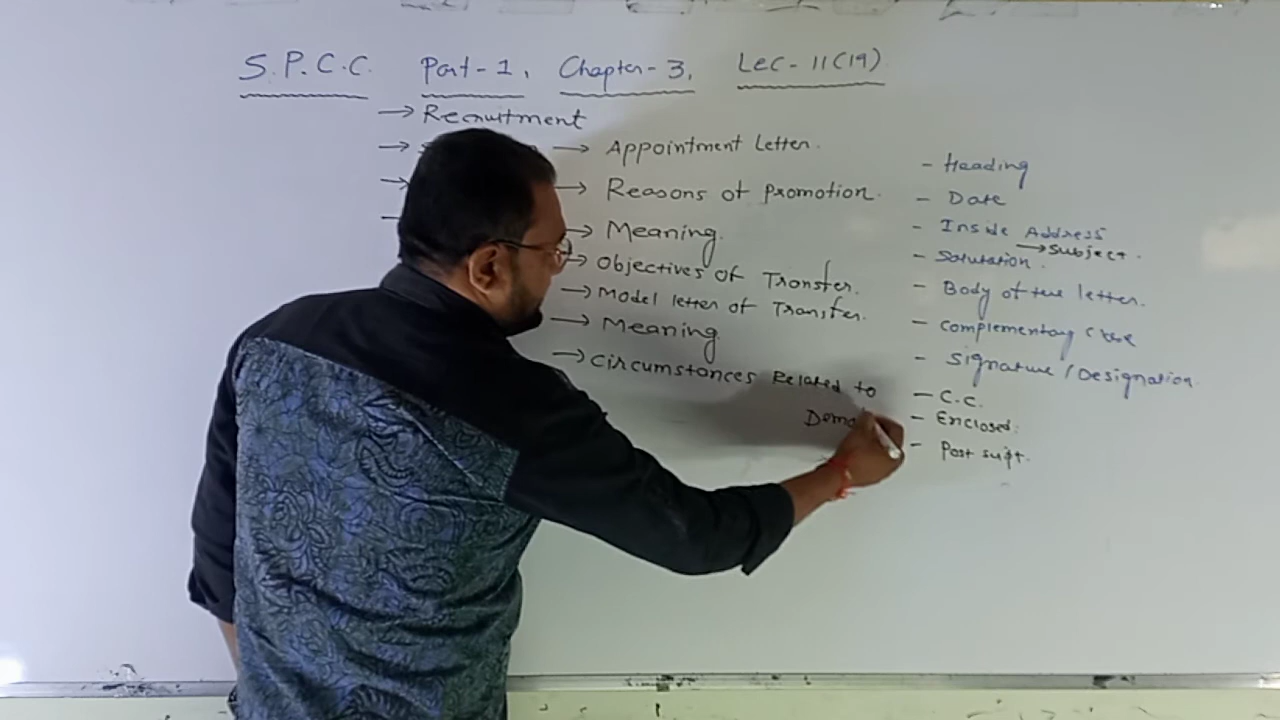 S.P.C.C. Part-1, Chapter-3, Lec-11(19)
→ Recruitment
→ → Appointment Letter.
→ → Reasons of Promotion.
→ Meaning.
→ Objectives of Transfer.
→ Model letter of Transfer.
→ Meaning
→ Circumstances Related to
Demo
- Heading
- Date
- Inside Address
→ Subject.
- Salutation.
- Body of the letter.
- Complementary Close
- Signature / Designation
- C.C.
- Enclosed:
- Post